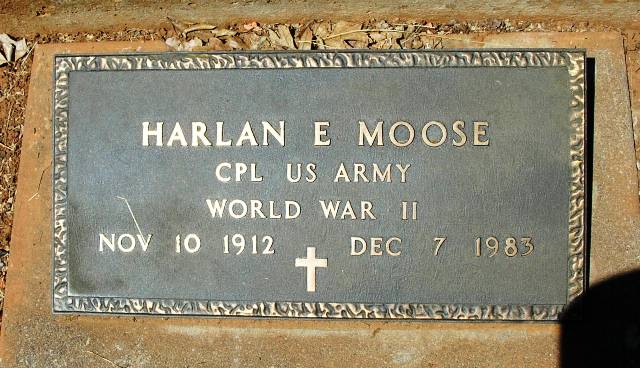 HARLAN E MOOSE
CPL US ARMY
WORLD WAR II
NOV 10 1912 DEC 7 1983